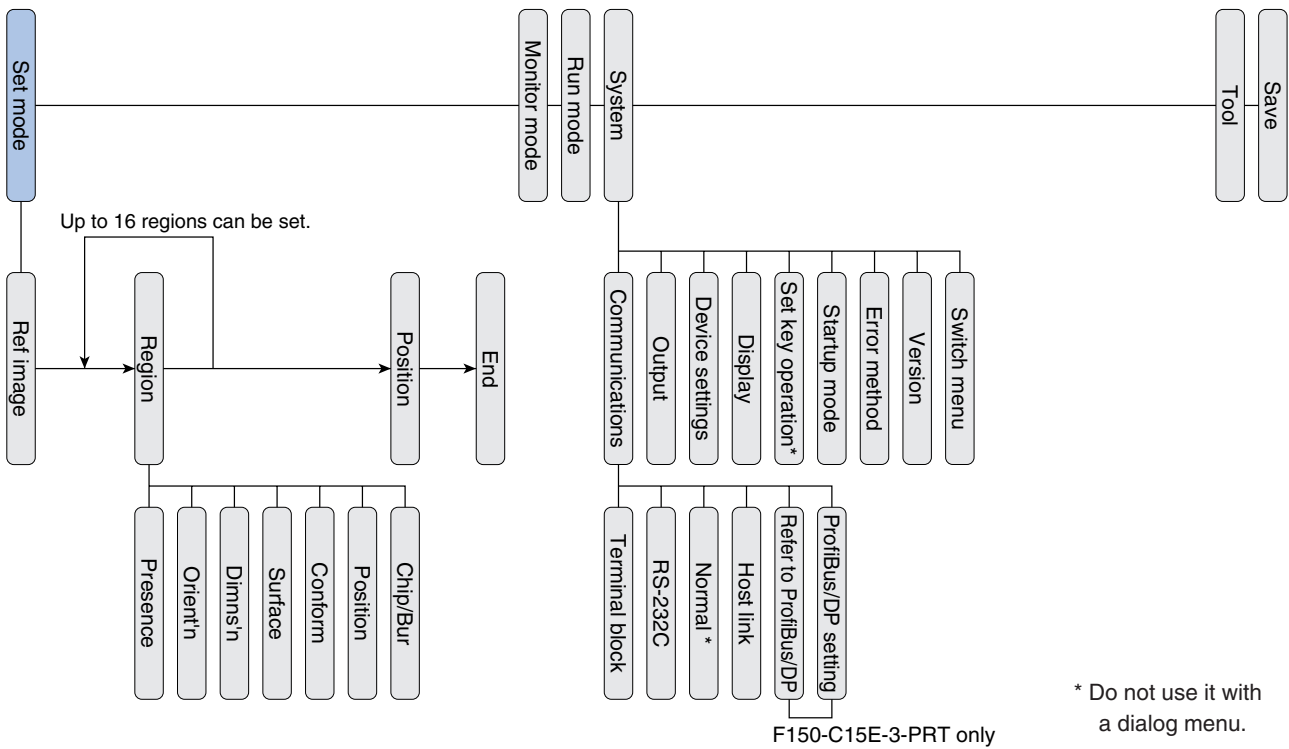 Set mode
Monitor mode
Run mode
System
Tool
Save
Up to 16 regions can be set.
Ref image
Region
Position
End
Communications
Output
Device settings
Display
Set key operation*
Startup mode
Error method
Version
Switch menu
Presence
Orient'n
Dimns'n
Surface
Conform
Position
Chip/Bur
Terminal block
RS-232C
Normal *
Host link
Refer to ProfiBus/DP
ProfiBus/DP setting
F150-C15E-3-PRT only
* Do not use it with
a dialog menu.